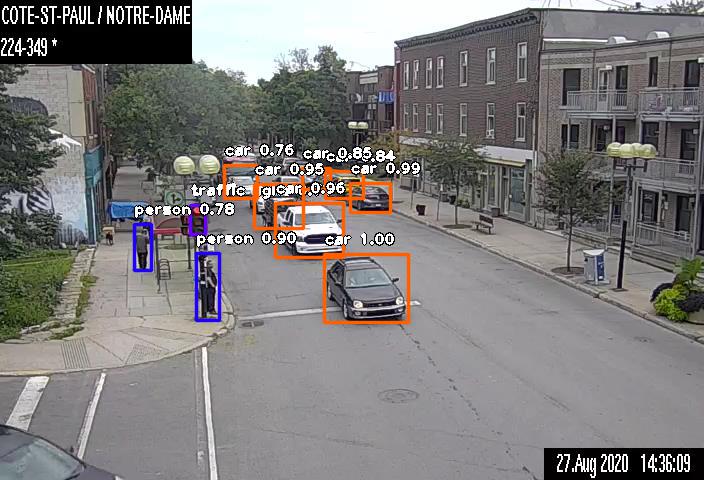 COTE-ST-PAUL / NOTRE-DAME
224-349 *
car 0.76
car 0.85
0.84
car 0.95
car 0.99
traffic
car 0.96
person 0.78
person 0.90
car 1.00
27.Aug 2020 14:36:09